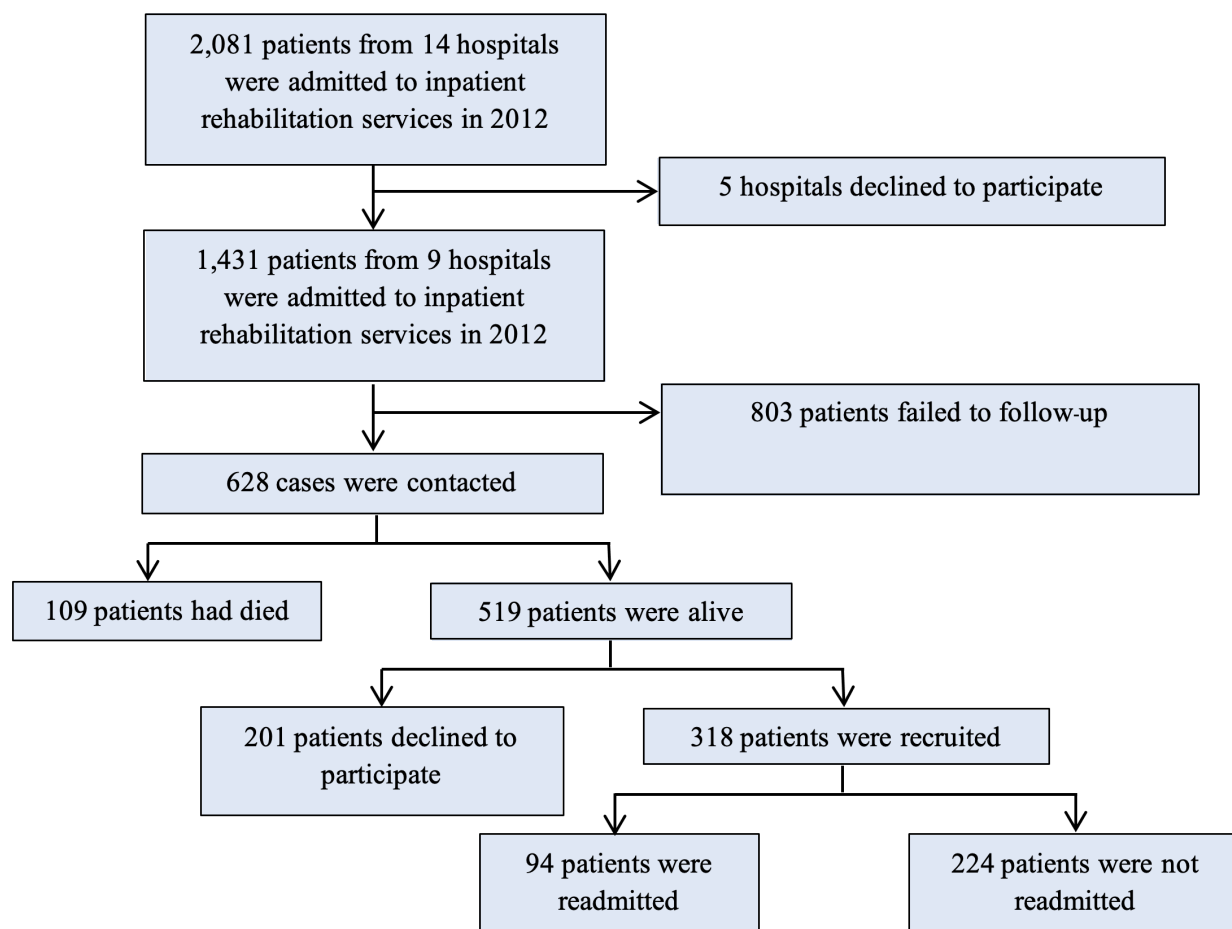 2,081 patients from 14 hospitals
were admitted to inpatient
rehabilitation services in 2012
5 hospitals declined to participate
1,431 patients from 9 hospitals
were admitted to inpatient
rehabilitation services in 2012
803 patients failed to follow-up
628 cases were contacted
109 patients had died
519 patients were alive
201 patients declined to
participate
318 patients were recruited
94 patients were
readmitted
224 patients were not
readmitted